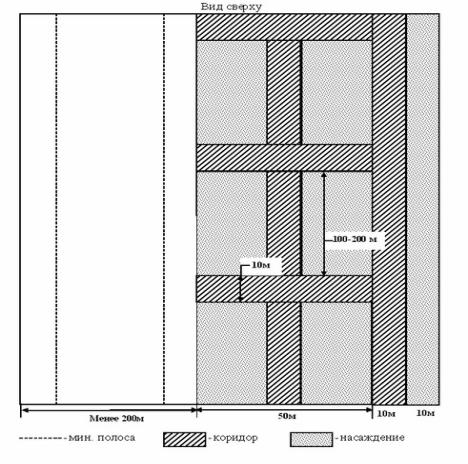 Вид сверху
100-200 м
10м
Менее 200м
50м
10м
10м
-мин. полоса
-коридор
-насаждение